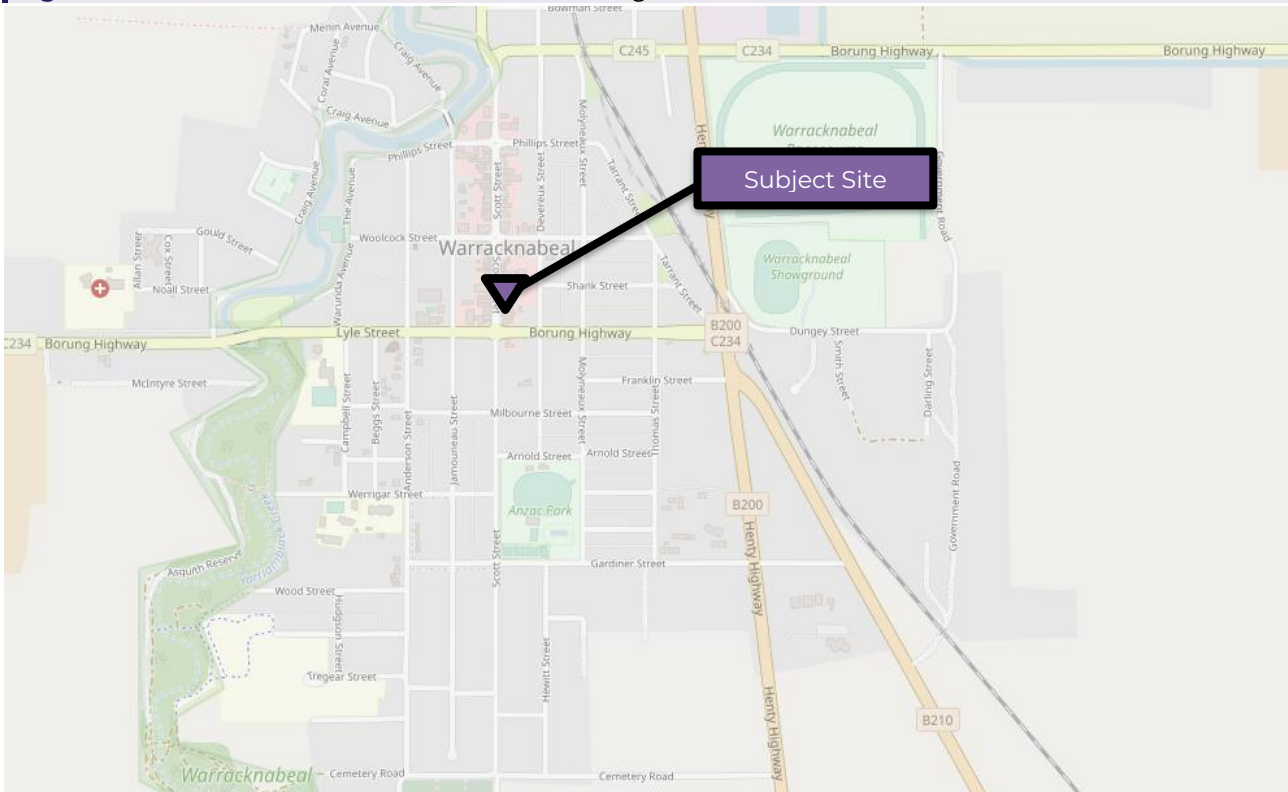 Bowman Street
Menin Avenue
Craig Avenue
Coral Avenue
C245
C234
Borung Highway
Borung Highway
Craig Avenue
Phillips Street
Phillips Street
Molyneaux Street
Scott Street
Devereux Street
Tarrant Street
Warracknabeal
Subject Site
Government Road
Craig Avenue
The Avenue
Gould Street
Woolcock Street
Warracknabeal
Warracknabeal
Showground
Allan Street
Cox Street
Noall Street
Warunda Avenue
Shank Street
Tarrant Street
C234
Borung Highway
Lyle Street
Borung Highway
B200
C234
Dungey Street
McIntyre Street
Smith Street
Darling Street
Campbell Street
Beggs Street
Anderson Street
Jamouneau Street
Milbourne Street
Molyneaux Street
Franklin Street
Thomas Street
Arnold Street
Arnold Street
Werrigar Street
Anzac Park
B200
Henty Highway
Government Road
Asquith Reserve
Yarriambiack Creek
Scott Street
Gardiner Street
Wood Street
Hudgson Street
Tregear Street
Hewitt Street
Henty Highway
B210
Warracknabeal
Cemetery Road
Cemetery Road